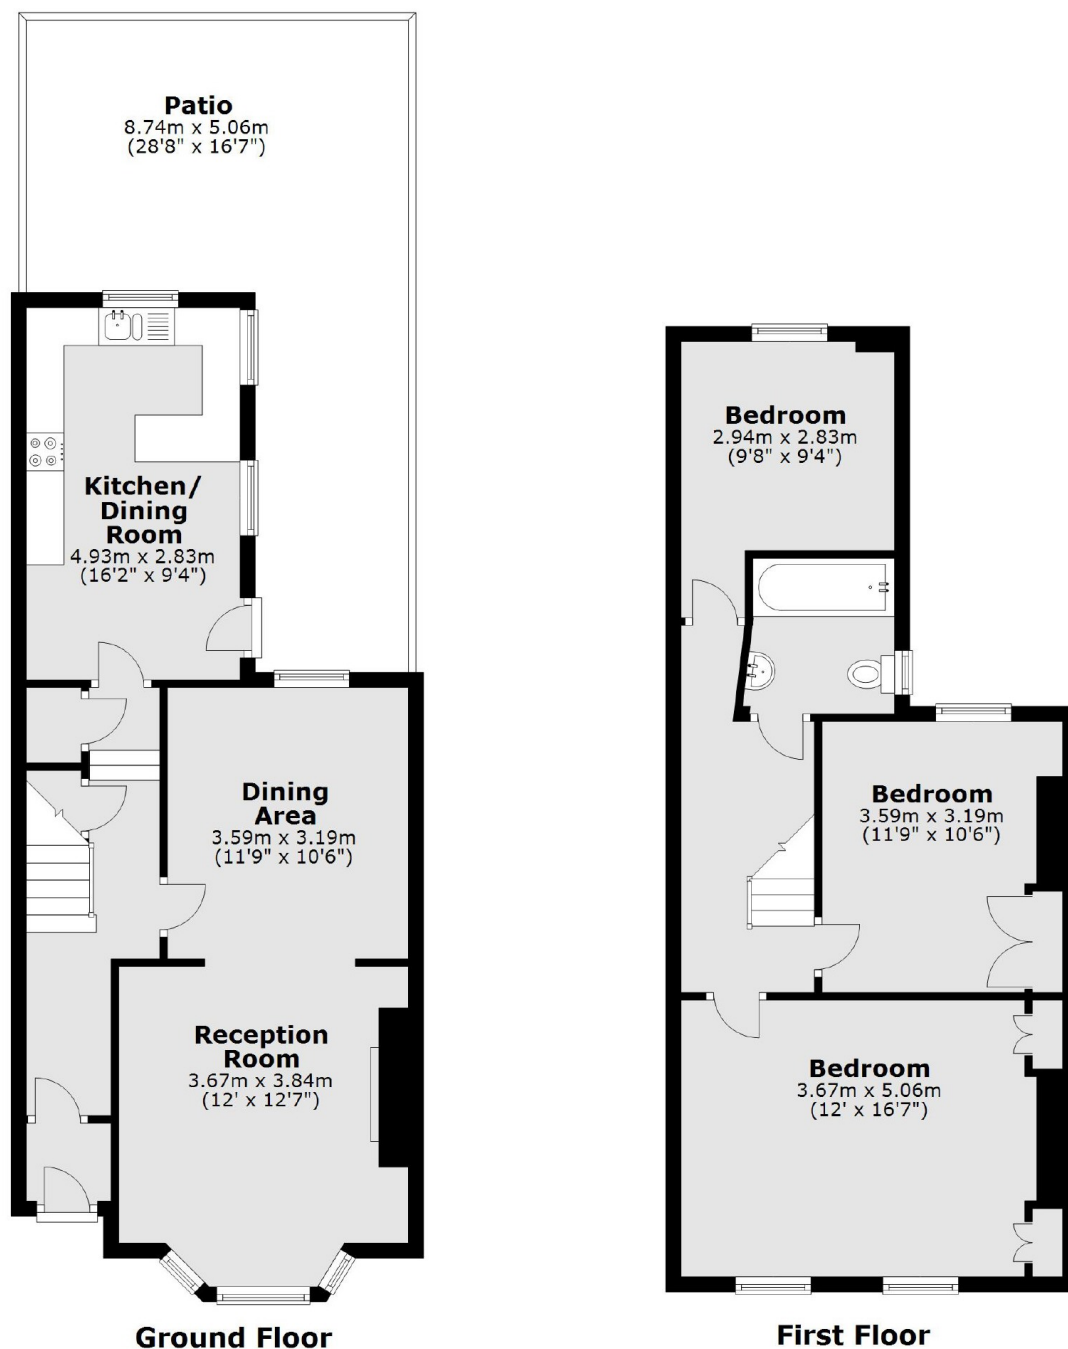 Patio
8.74m x 5.06m
(28'8" x 16'7")
Kitchen/
Dining
Room
4.93m x 2.83m
(16'2" x 9'4")
Dining
Area
3.59m x 3.19m
(11'9" x 10'6")
Reception
Room
3.67m x 3.84m
(12' x 12'7")
Ground Floor
Bedroom
2.94m x 2.83m
(9'8" x 9'4")
Bedroom
3.59m x 3.19m
(11'9" x 10'6")
Bedroom
3.67m x 5.06m
(12' x 16'7")
First Floor